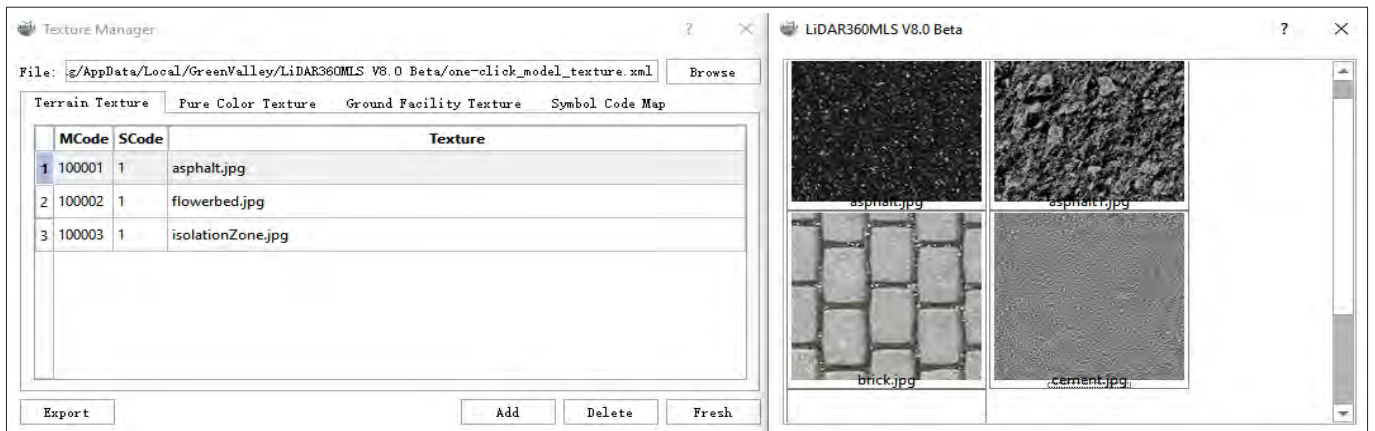 Texture Manager
?
File: .g/AppData/Local/GreenValley/LiDAR360MLS V8.0 Beta/one-click_model_texture.xml Browse
Terrain Texture Pure Color Texture Ground Facility Texture Symbol Code Map
MCode SCode Texture
1 100001 1 asphalt.jpg
2 100002 1 flowerbed.jpg
3 100003 1 isolationZone.jpg
Export Add Delete Fresh
LiDAR360MLS V8.0 Beta
?
asphalt.jpg asphalt1.jpg
brick.jpg cement.jpg